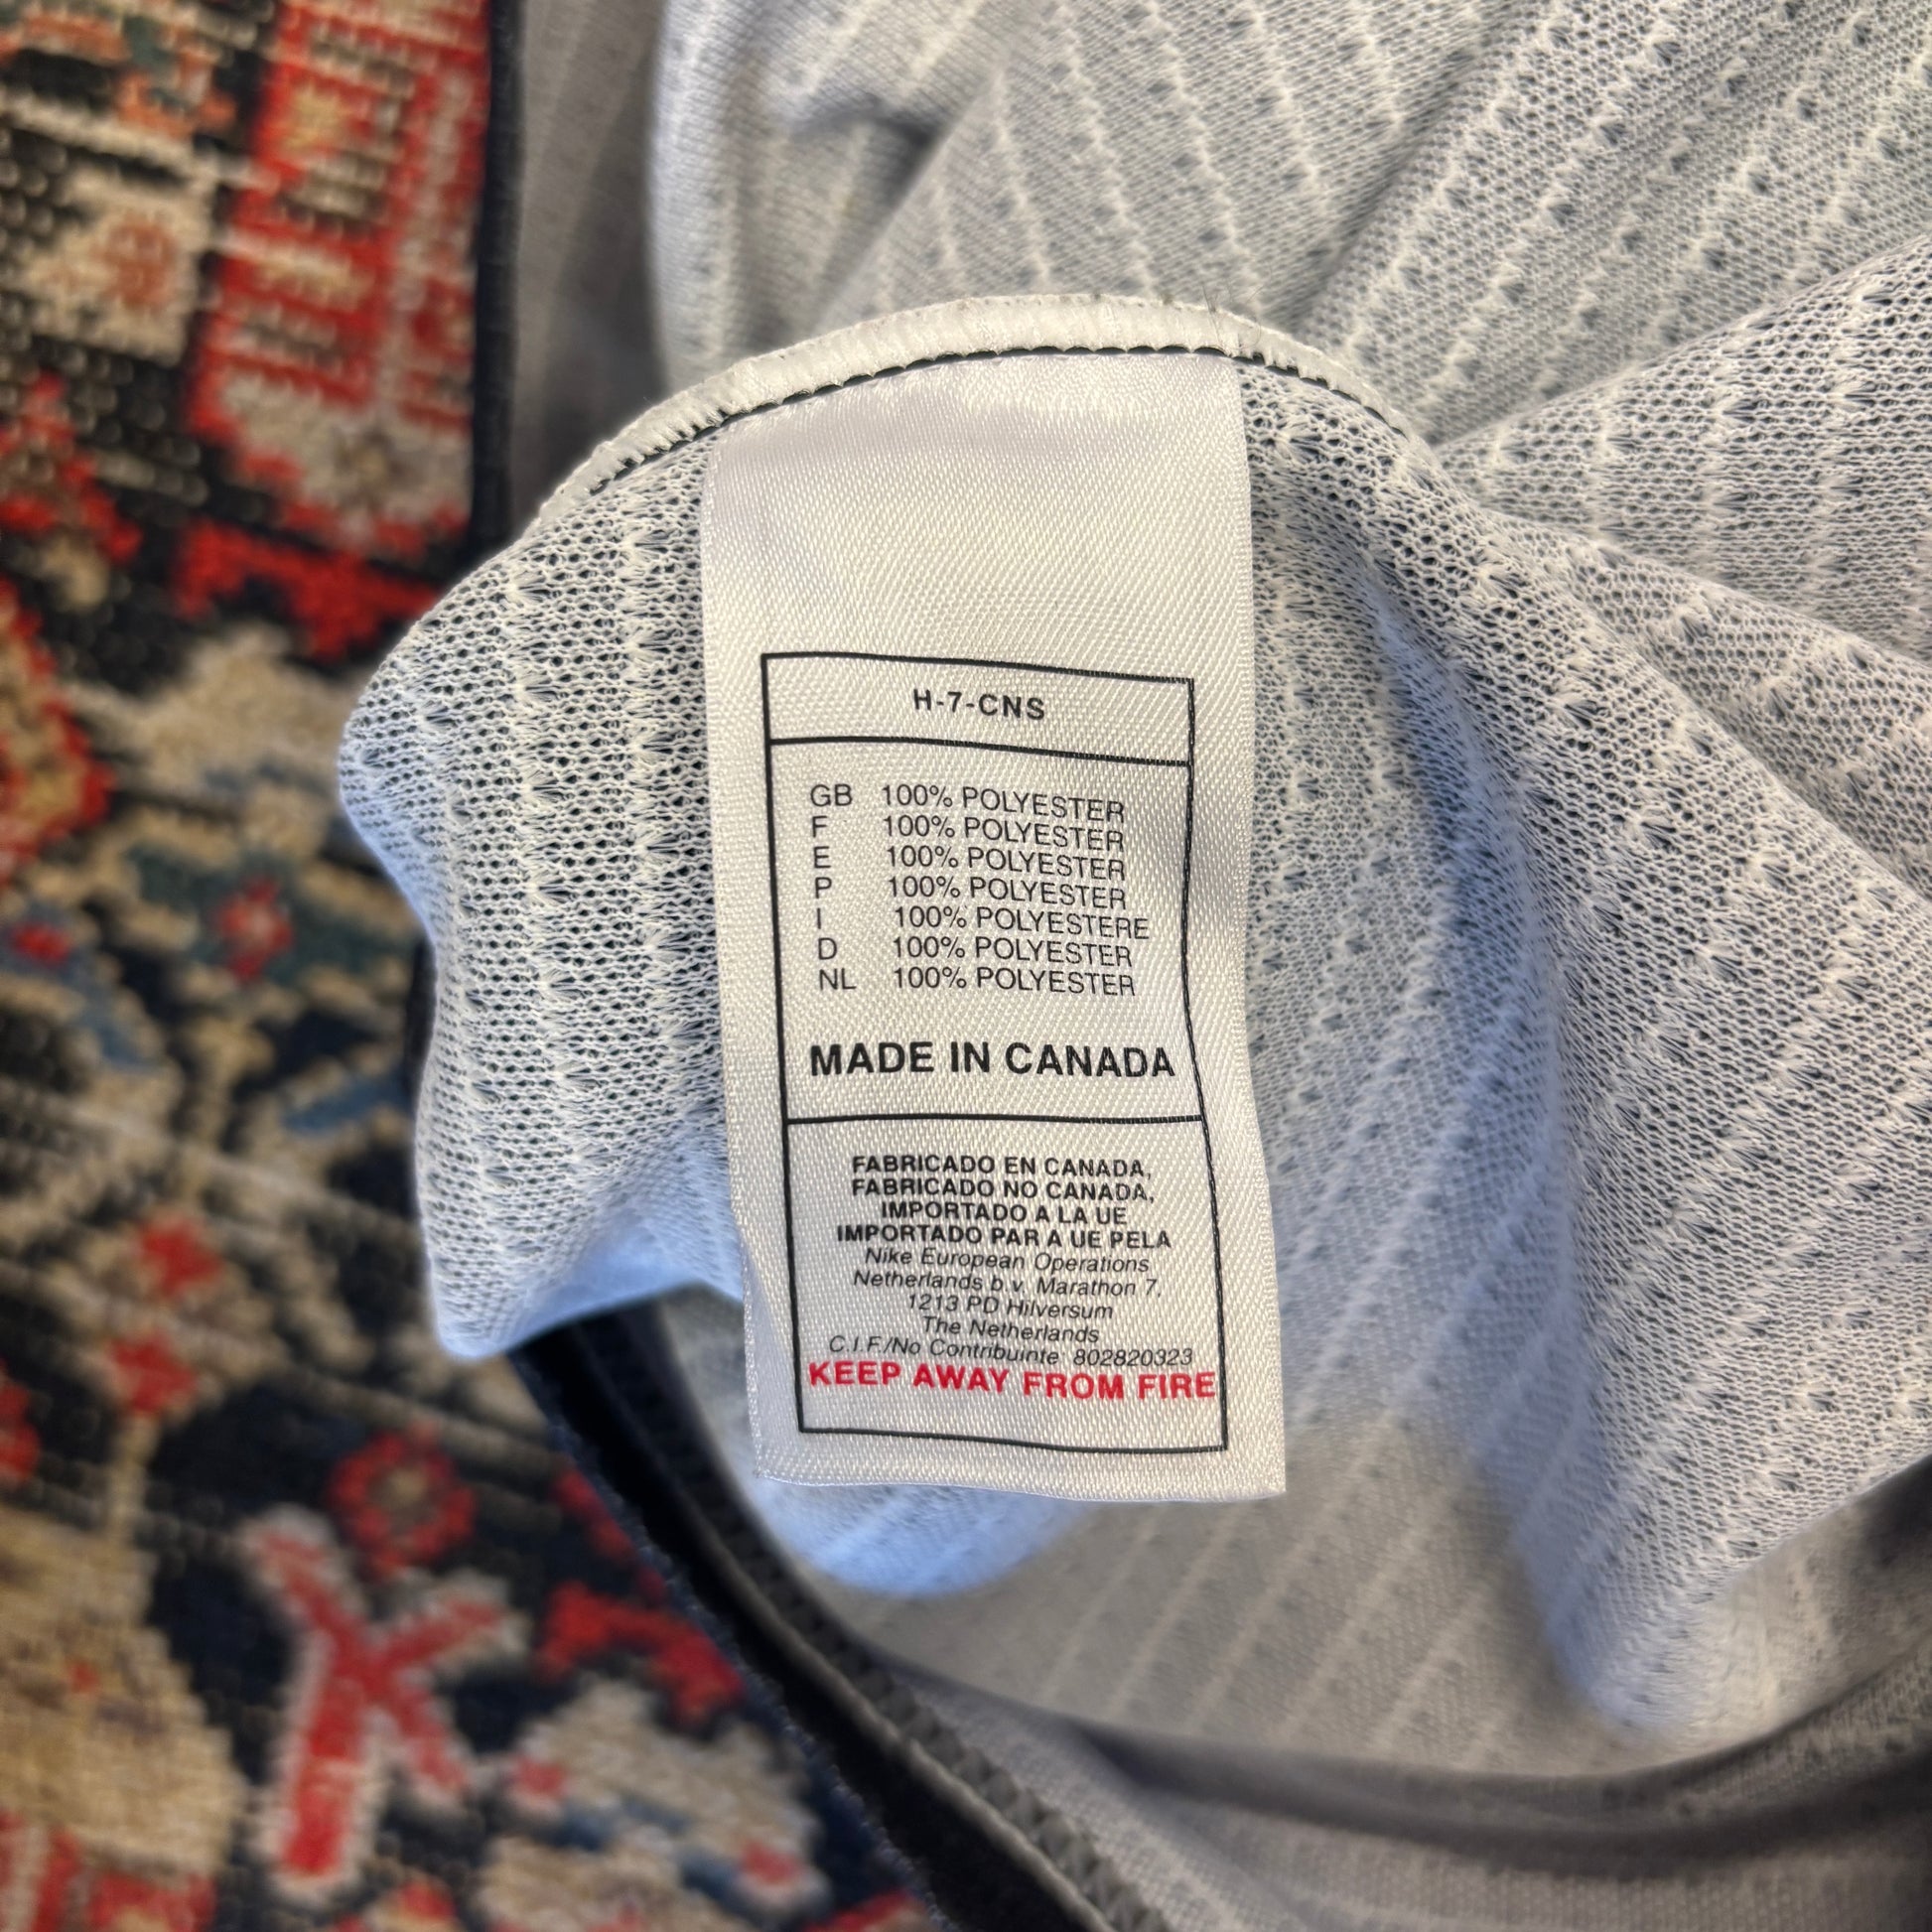 H-7-CNS
GB 100% POLYESTER
F 100% POLYESTER
E 100% POLYESTER
P 100% POLYESTER
I 100% POLYESTERE
D 100% POLYESTER
NL 100% POLYESTER
MADE IN CANADA
FABRICADO EN CANADA,
FABRICADO NO CANADA,
IMPORTADO A LA UE
IMPORTADO PAR A UE PELA
Nike European Operations
Netherlands b.v. Marathon 7,
1213 PD Hilversum
The Netherlands
C.I.F./No Contribuinte 802820323
KEEP AWAY FROM FIRE